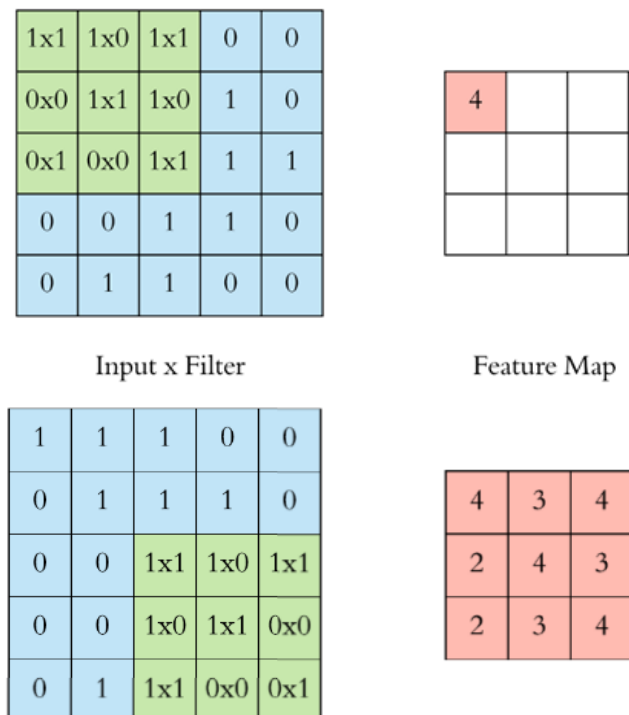 1x1 1x0 1x1 0 0
0x0 1x1 1x0 1 0
0x1 0x0 1x1 1 1
0 0 1 1 0
0 1 1 0 0
4
Input x Filter
Feature Map
1 1 1 0 0
0 1 1 1 0
0 0 1x1 1x0 1x1
0 0 1x0 1x1 0x0
0 1 1x1 0x0 0x1
4 3 4
2 4 3
2 3 4